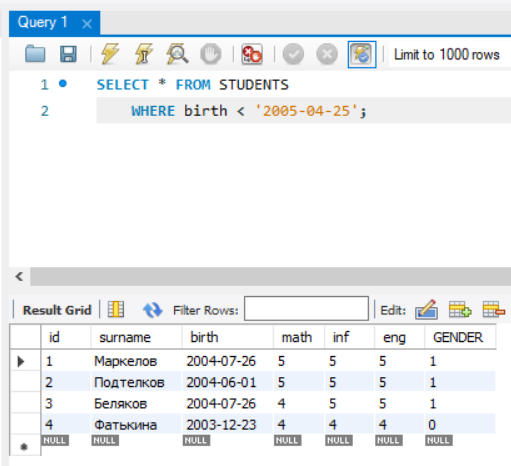 Query 1
Limit to 1000 rows
1 SELECT * FROM STUDENTS
2 WHERE birth < '2005-04-25';
Result Grid Filter Rows: Edit:
id surname birth math inf eng GENDER
1 Маркелов 2004-07-26 5 5 5 1
2 Подтелков 2004-06-01 5 5 5 1
3 Беляков 2004-07-26 4 5 5 1
4 Фатькина 2003-12-23 4 4 4 0
NULL NULL NULL NULL NULL NULL NULL